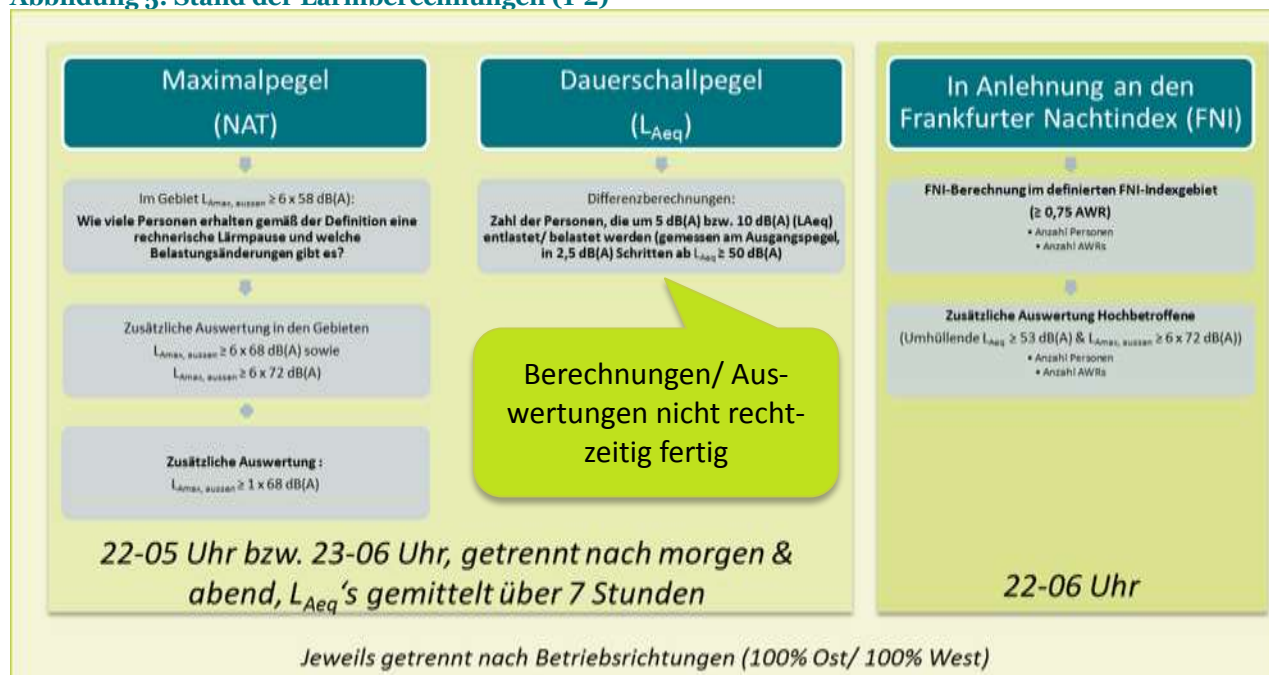 Abbildung 5: Stand der Lärmberechnungen (1-2)
Maximalpegel
(NAT)
Im Gebiet LAmax, aussen ≥ 6 x 58 dB(A):
Wie viele Personen erhalten gemäß der Definition eine
rechnerische Lärmpause und welche
Belastungsänderungen gibt es?
Zusätzliche Auswertung in den Gebieten
LAmax, aussen ≥ 6 x 68 dB(A) sowie
LAmax, aussen ≥ 6 x 72 dB(A)
Zusätzliche Auswertung :
LAmax, aussen ≥ 1 x 68 dB(A)
Dauerschallpegel
(LAeq)
Differenzberechnungen:
Zahl der Personen, die um 5 dB(A) bzw. 10 dB(A) (LAeq)
entlastet/ belastet werden (gemessen am Ausgangspegel,
in 2,5 dB(A) Schritten ab LAeq ≥ 50 dB(A)
Berechnungen/ Aus-
wertungen nicht recht-
zeitig fertig
22-05 Uhr bzw. 23-06 Uhr, getrennt nach morgen &
abend, LAeq's gemittelt über 7 Stunden
In Anlehnung an den
Frankfurter Nachtindex (FNI)
FNI-Berechnung im definierten FNI-Indexgebiet
(≥ 0,75 AWR)
• Anzahl Personen
• Anzahl AWRs
Zusätzliche Auswertung Hochbetroffene
(Umhüllende LAeq ≥ 53 dB(A) & LAmax, aussen ≥ 6 x 72 dB(A))
• Anzahl Personen
• Anzahl AWRs
22-06 Uhr
Jeweils getrennt nach Betriebsrichtungen (100% Ost/ 100% West)